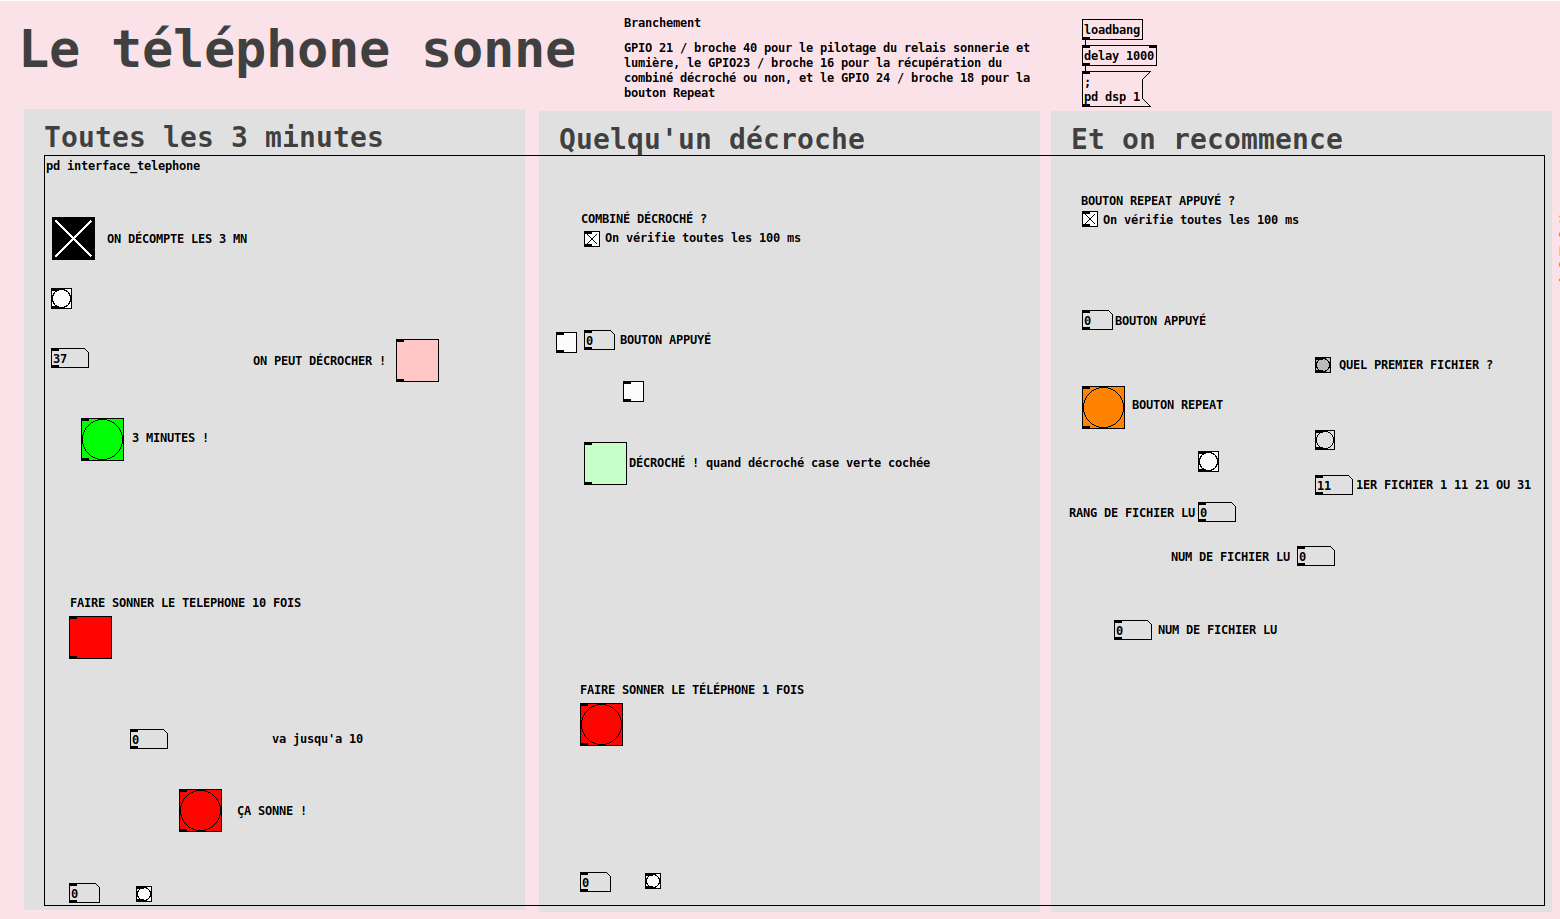 Le téléphone sonne
Branchement
GPIO 21 / broche 40 pour le pilotage du relais sonnerie et
lumière, le GPIO23 / broche 16 pour la récupération du
combiné décroché ou non, et le GPIO 24 / broche 18 pour la
bouton Repeat
loadbang
delay 1000
;
pd dsp 1
Toutes les 3 minutes
pd interface_telephone
ON DÉCOMPTE LES 3 MN
37
ON PEUT DÉCROCHER !
3 MINUTES !
FAIRE SONNER LE TELEPHONE 10 FOIS
0
va jusqu'a 10
ÇA SONNE !
0
Quelqu'un décroche
COMBINÉ DÉCROCHÉ ?
On vérifie toutes les 100 ms
0
BOUTON APPUYÉ
DÉCROCHÉ ! quand décroché case verte cochée
FAIRE SONNER LE TÉLÉPHONE 1 FOIS
0
Et on recommence
BOUTON REPEAT APPUYÉ ?
On vérifie toutes les 100 ms
0
BOUTON APPUYÉ
QUEL PREMIER FICHIER ?
BOUTON REPEAT
11
1ER FICHIER 1 11 21 OU 31
RANG DE FICHIER LU
0
NUM DE FICHIER LU
0
0
NUM DE FICHIER LU